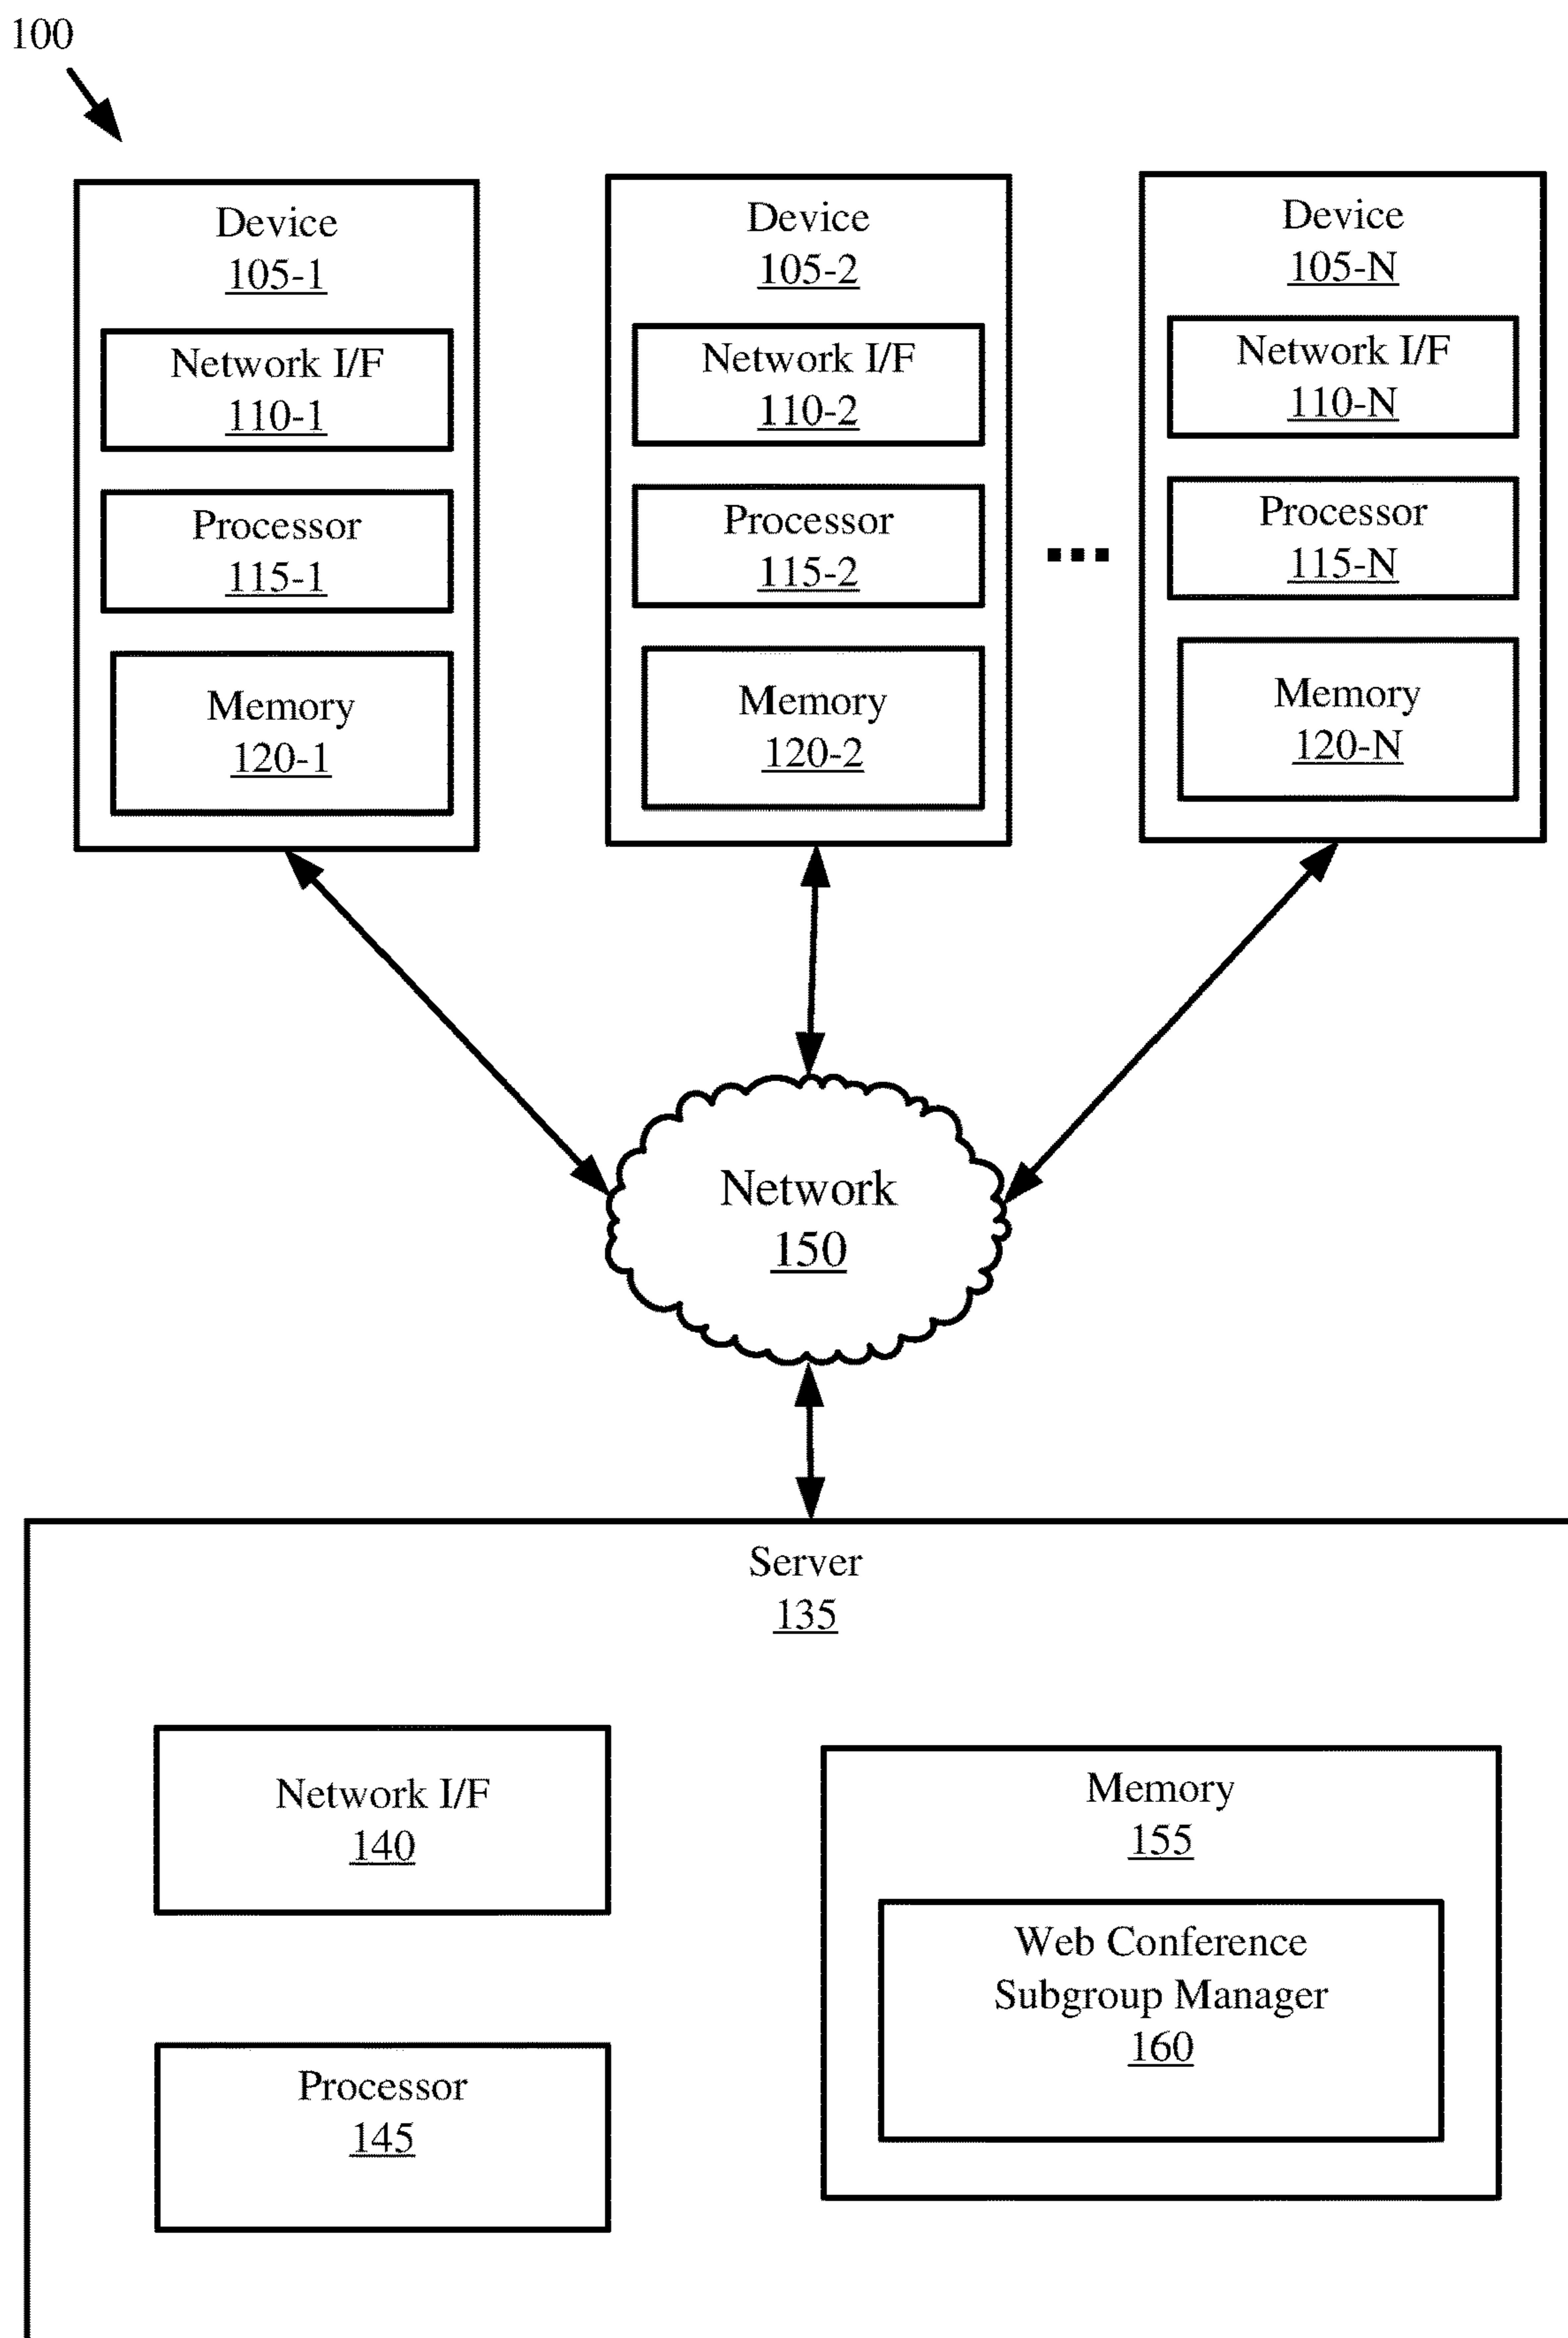 100
Device
105-1
Network I/F
110-1
Processor
115-1
Memory
120-1
Device
105-2
Network I/F
110-2
Processor
115-2
Memory
120-2
Device
105-N
Network I/F
110-N
Processor
115-N
Memory
120-N
Network
150
Server
135
Network I/F
140
Processor
145
Memory
155
Web Conference
Subgroup Manager
160